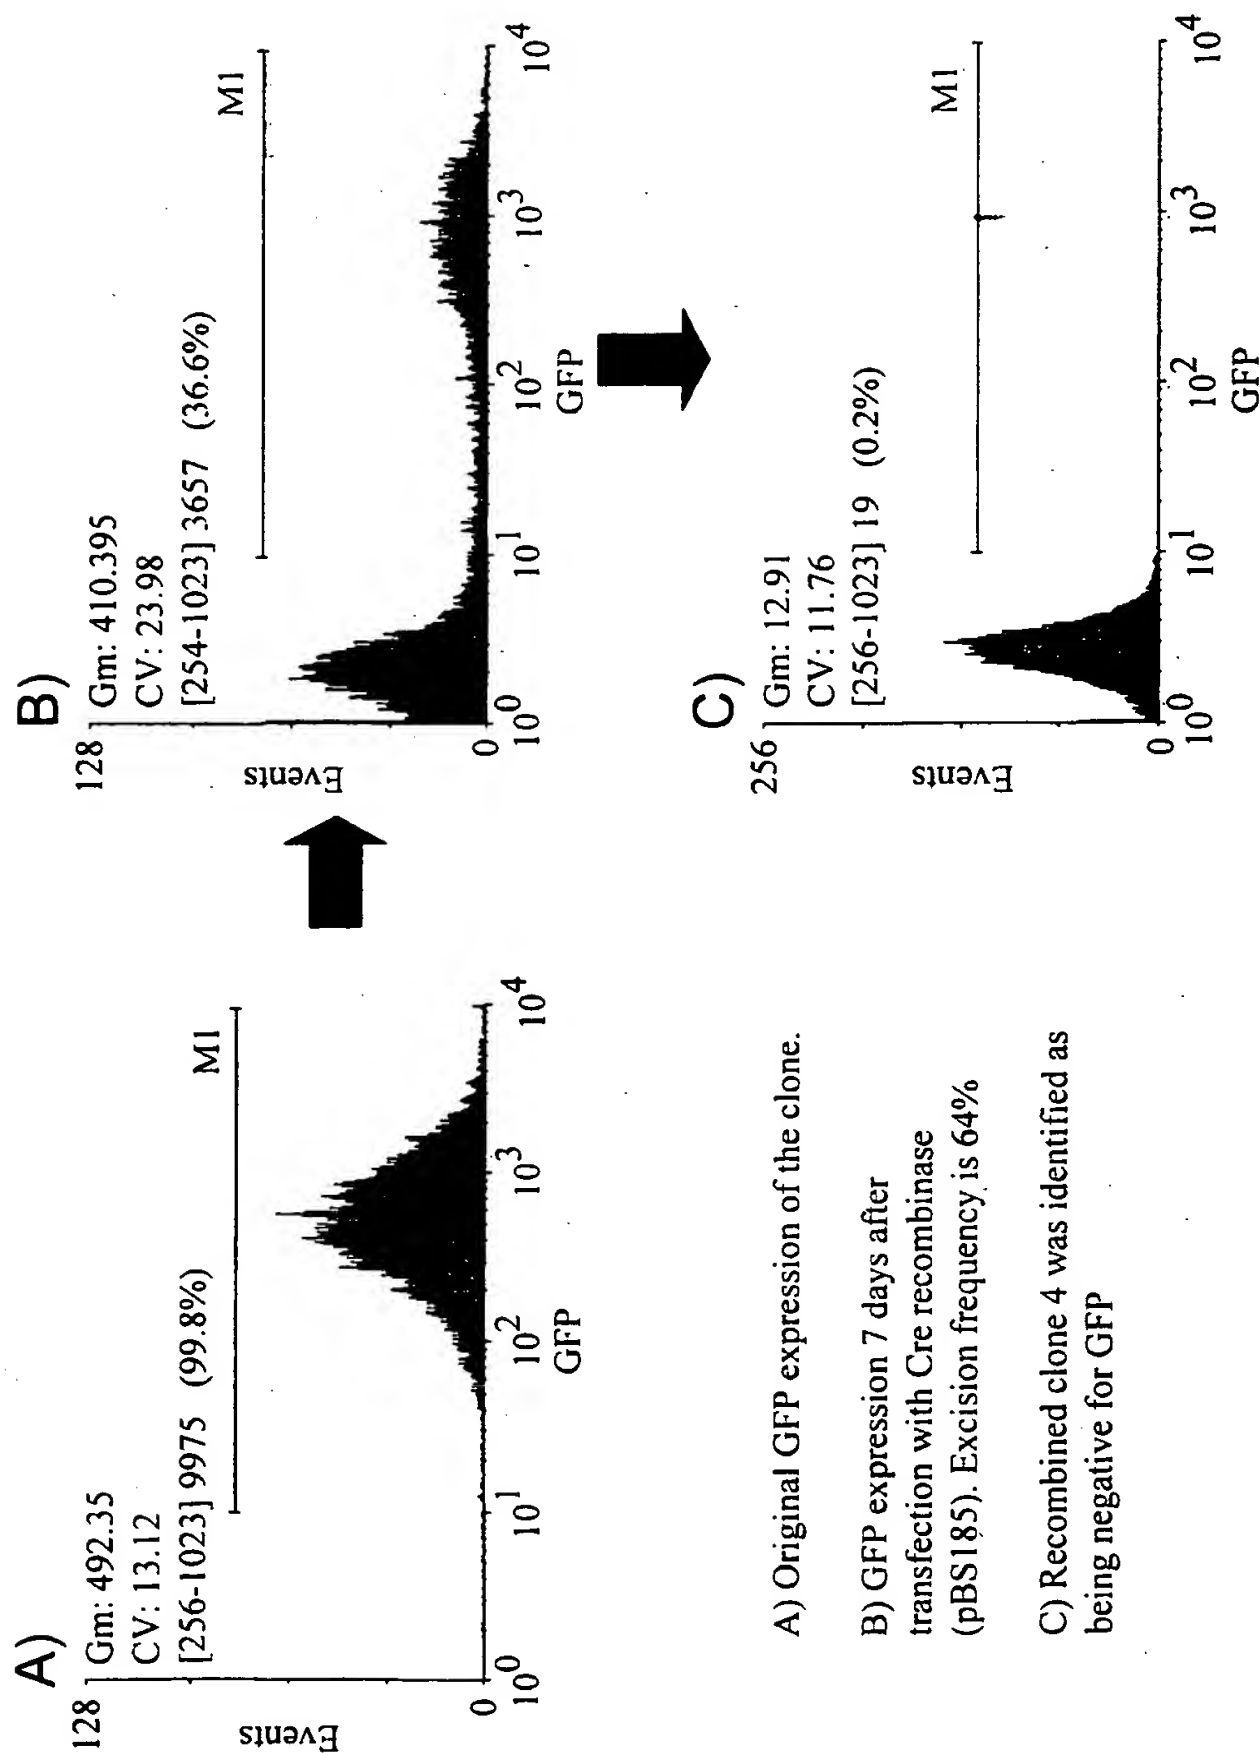 A)
128
Gm: 492.35
CV: 13.12
[256-1023] 9975 (99.8%)
M1
Events
0
10^0 10^1 10^2 10^3 10^4
GFP
B)
128
Gm: 410.395
CV: 23.98
[254-1023] 3657 (36.6%)
M1
Events
0
10^0 10^1 10^2 10^3 10^4
GFP
C)
256
Gm: 12.91
CV: 11.76
[256-1023] 19 (0.2%)
M1
Events
0
10^0 10^1 10^2 10^3 10^4
GFP
A) Original GFP expression of the clone.
B) GFP expression 7 days after
transfection with Cre recombinase
(pBS185). Excision frequency is 64%
C) Recombined clone 4 was identified as
being negative for GFP